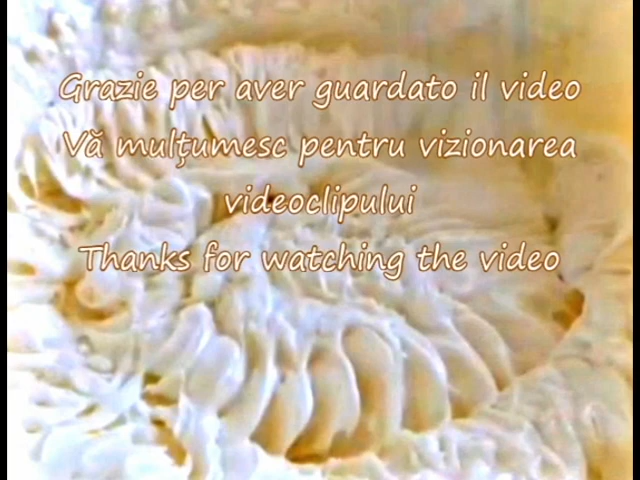 Grazie per aver guardato il video
Vă mulţumesc pentru vizionarea
videoclipului
Thanks for watching the video